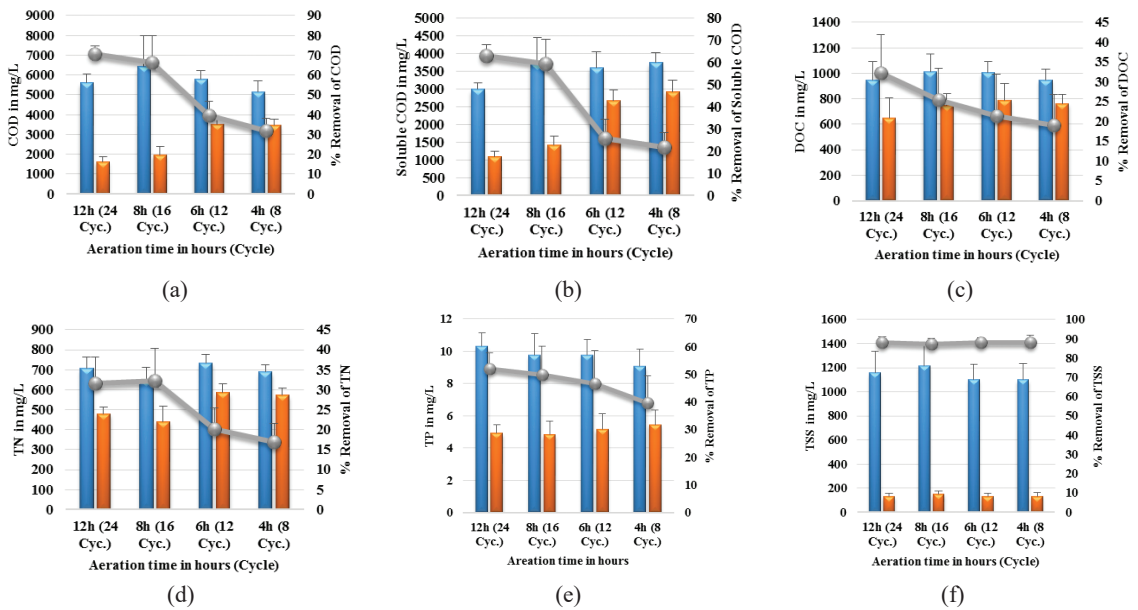 9000
8000
7000
6000
5000
4000
3000
2000
1000
0
COD in mg/L
90
80
70
60
50
40
30
20
10
0
% Removal of COD
12h (24 Cyc.)
8h (16 Cyc.)
6h (12 Cyc.)
4h (8 Cyc.)
Aeration time in hours (Cycle)
(a)
5000
4500
4000
3500
3000
2500
2000
1500
1000
500
0
Soluble COD in mg/L
80
70
60
50
40
30
20
10
0
% Removal of Soluble COD
12h (24 Cyc.)
8h (16 Cyc.)
6h (12 Cyc.)
4h (8 Cyc.)
Aeration time in hours (Cycle)
(b)
1400
1200
1000
800
600
400
200
0
DOC in mg/L
45
40
35
30
25
20
15
10
5
0
% Removal of DOC
12h (24 Cyc.)
8h (16 Cyc.)
6h (12 Cyc.)
4h (8 Cyc.)
Aeration time in hours (Cycle)
(c)
900
800
700
600
500
400
300
200
100
0
TN in mg/L
45
40
35
30
25
20
15
10
5
0
% Removal of TN
12h (24 Cyc.)
8h (16 Cyc.)
6h (12 Cyc.)
4h (8 Cyc.)
Aeration time in hours (Cycle)
(d)
12
10
8
6
4
2
0
TP in mg/L
70
60
50
40
30
20
10
0
% Removal of TP
12h (24 Cyc.)
8h (16 Cyc.)
6h (12 Cyc.)
4h (8 Cyc.)
Areation time in hours
(e)
1600
1400
1200
1000
800
600
400
200
0
TSS in mg/L
100
90
80
70
60
50
40
30
20
10
0
% Removal of TSS
12h (24 Cyc.)
8h (16 Cyc.)
6h (12 Cyc.)
4h (8 Cyc.)
Aeration time in hours (Cycle)
(f)